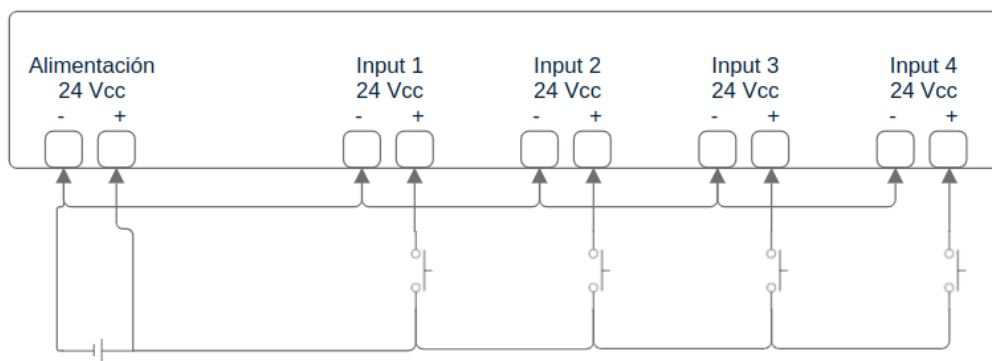 Alimentación
24 Vcc
- +
Input 1
24 Vcc
- +
Input 2
24 Vcc
- +
Input 3
24 Vcc
- +
Input 4
24 Vcc
- +